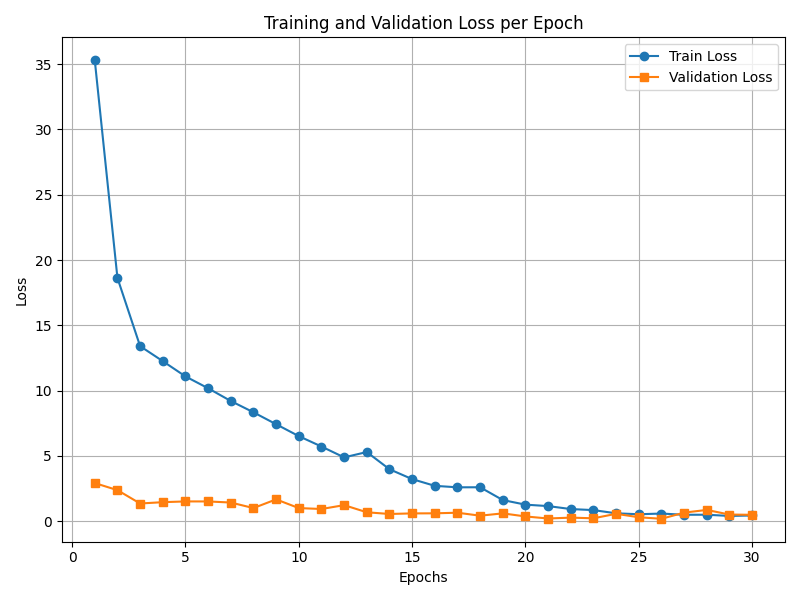 Training and Validation Loss per Epoch
Train Loss
Validation Loss
Loss
35
30
25
20
15
10
5
0
0 5 10 15 20 25 30
Epochs